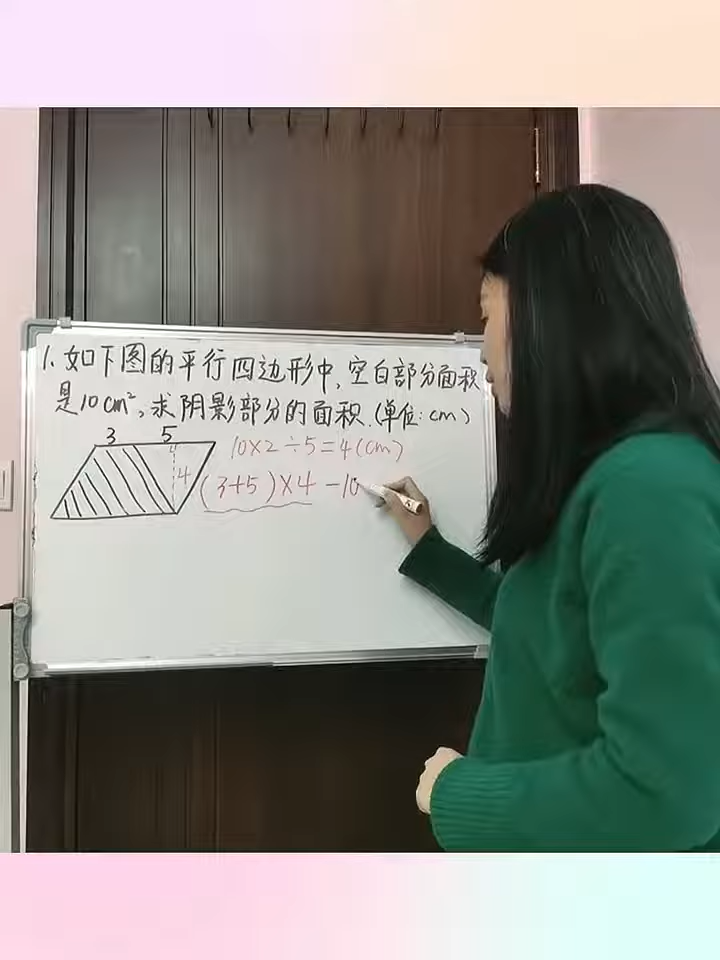 1.如下图的平行四边形中,空白部分面积
是10cm²,求阴影部分的面积.(单位:cm)
3 5
10×2÷5=4(cm)
4
(3+5)×4-10